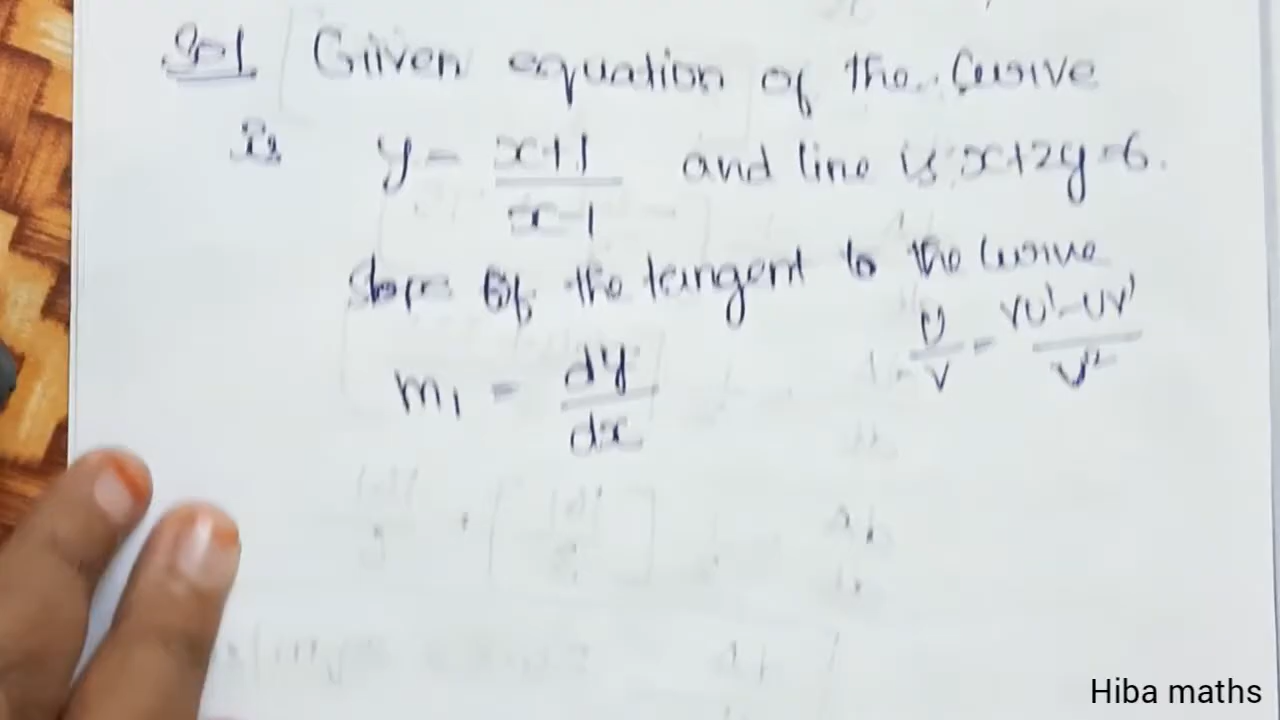 Sol Given equation of the Curve
is y = x+1/x-1 and line is x+2y=6.
slope of the tangent to the curve
U/V = VU'-UV'/V²
m₁ = dy/dx
Hiba maths